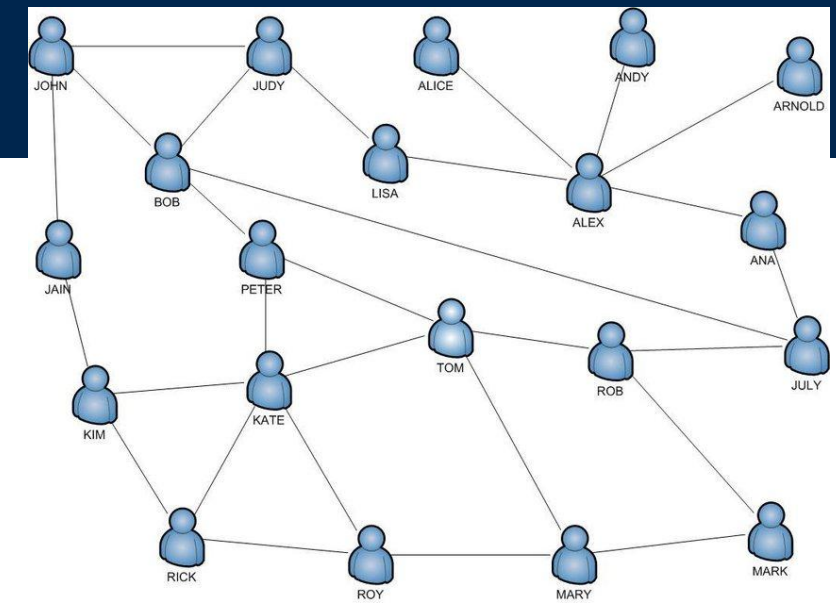 JOHN
JUDY
ALICE
ANDY
ARNOLD
BOB
LISA
ALEX
ANA
JAIN
PETER
TOM
ROB
JULY
KIM
KATE
RICK
ROY
MARY
MARK